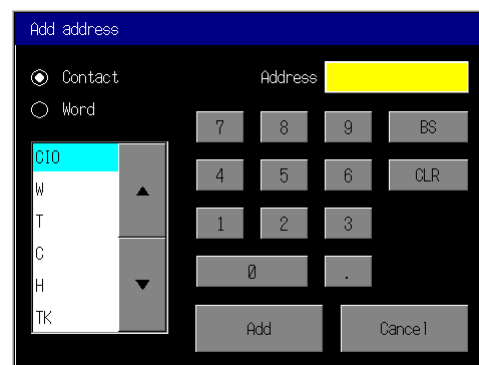 Add address
Contact
Address
Word
7 8 9 BS
CIO
4 5 6 CLR
W
T
1 2 3
C
0 .
H
TK
Add Cancel